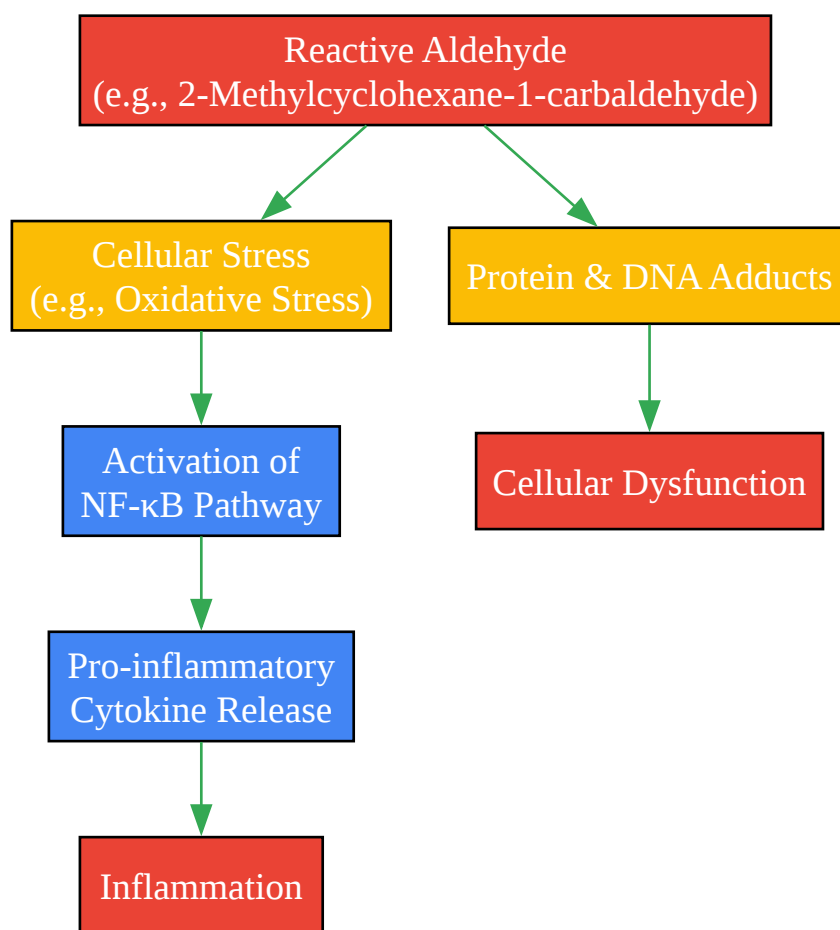 Reactive Aldehyde
(e.g., 2-Methylcyclohexane-1-carbaldehyde)
Cellular Stress
(e.g., Oxidative Stress)
Protein & DNA Adducts
Activation of
NF-κB Pathway
Cellular Dysfunction
Pro-inflammatory
Cytokine Release
Inflammation